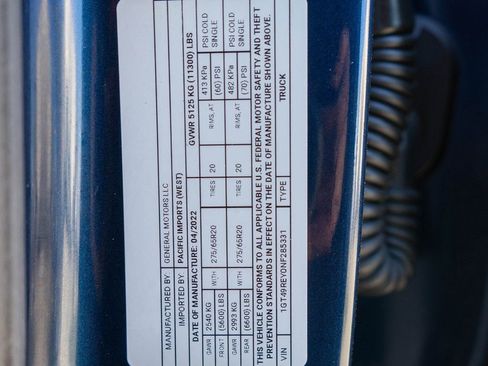 MANUFACTURED BY: GENERAL MOTORS LLC
IMPORTED BY: PACIFIC IMPORTS (WEST)
DATE OF MANUFACTURE: 04/2022 GVWR 5125 KG (11300) LBS
GAWR 2540 KG WITH 275/65R20 TIRES 20 RIMS, AT 413 KPa PSI COLD
FRONT (5600) LBS (60) PSI SINGLE
GAWR 2993 KG WITH 275/65R20 TIRES 20 RIMS, AT 482 KPa PSI COLD
REAR (6600) LBS (70) PSI SINGLE
THIS VEHICLE CONFORMS TO ALL APPLICABLE U.S. FEDERAL MOTOR SAFETY AND THEFT
PREVENTION STANDARDS IN EFFECT ON THE DATE OF MANUFACTURE SHOWN ABOVE.
VIN 1GT49REY0NF285331 TYPE TRUCK